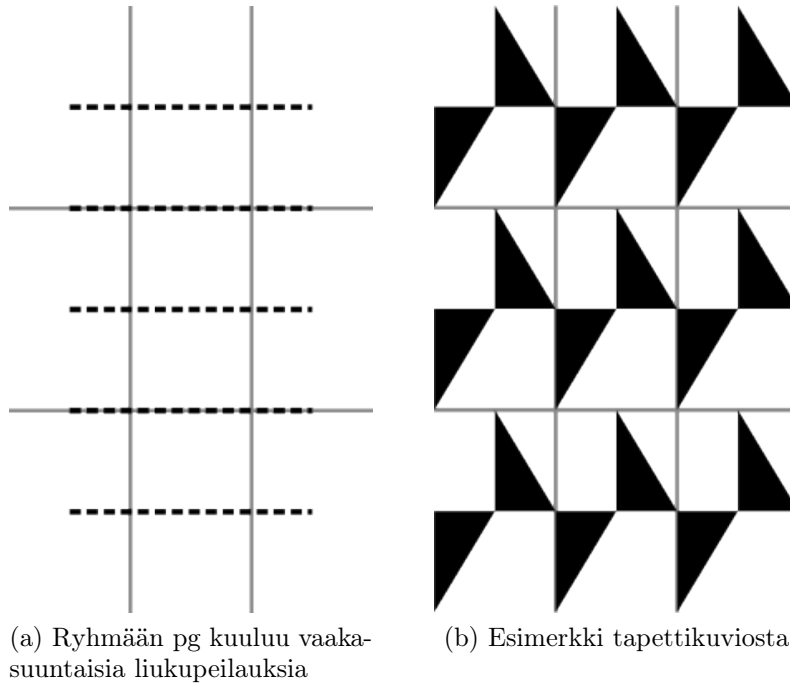 (a) Ryhmään pg kuuluu vaaka-
suuntaisia liukupeilauksia
(b) Esimerkki tapettikuviosta